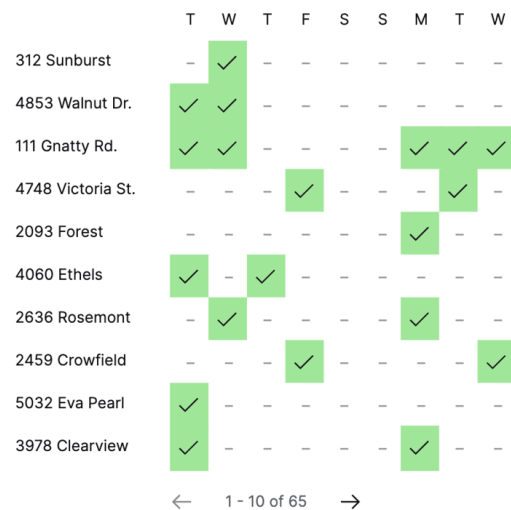 T W T F S S M T W
312 Sunburst – ✓ – – – – – – –
4853 Walnut Dr. ✓ ✓ – – – – – – –
111 Gnatty Rd. ✓ ✓ – – – – ✓ ✓ ✓
4748 Victoria St. – – – ✓ – – – ✓ –
2093 Forest – – – – – – ✓ – –
4060 Ethels ✓ – ✓ – – – – – –
2636 Rosemont – ✓ – – – – ✓ – –
2459 Crowfield – – – ✓ – – – – ✓
5032 Eva Pearl ✓ – – – – – – – –
3978 Clearview ✓ – – – – – ✓ – –
← 1 - 10 of 65 →